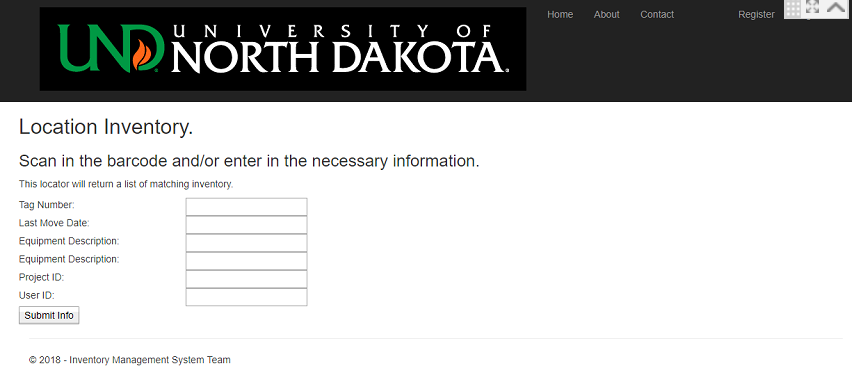 UND UNIVERSITY OF
NORTH DAKOTA.
Home About Contact Register
Location Inventory.
Scan in the barcode and/or enter in the necessary information.
This locator will return a list of matching inventory.
Tag Number:
Last Move Date:
Equipment Description:
Equipment Description:
Project ID:
User ID:
Submit Info
© 2018 - Inventory Management System Team